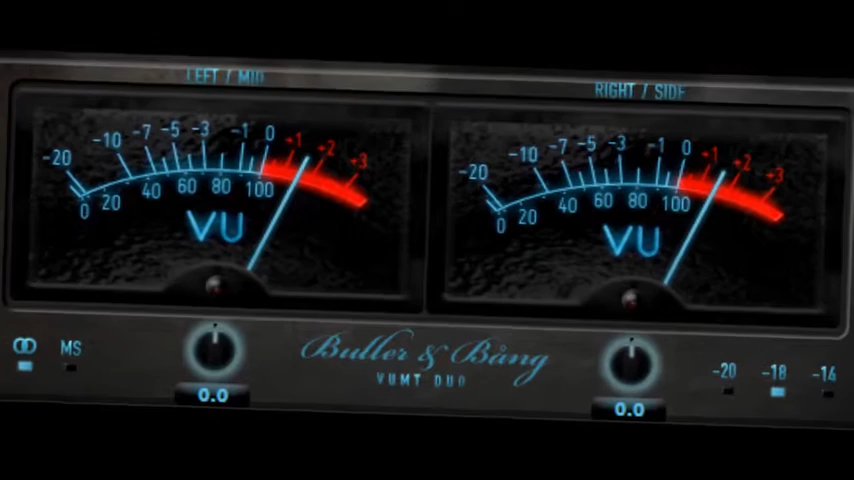 LEFT / MID
RIGHT / SIDE
-20 -10 -7 -5 -3 -1 0 +1 +2 +3
0 20 40 60 80 100
VU
-20 -10 -7 -5 -3 -1 0 +1 +2 +3
0 20 40 60 80 100
VU
MS
Buller & Bång
VUMT DUO
-20 -18 -14
0.0
0.0